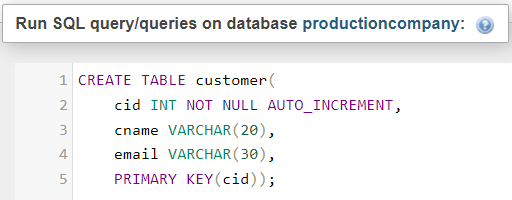 Run SQL query/queries on database productioncompany:
1 CREATE TABLE customer(
2     cid INT NOT NULL AUTO_INCREMENT,
3     cname VARCHAR(20),
4     email VARCHAR(30),
5     PRIMARY KEY(cid));